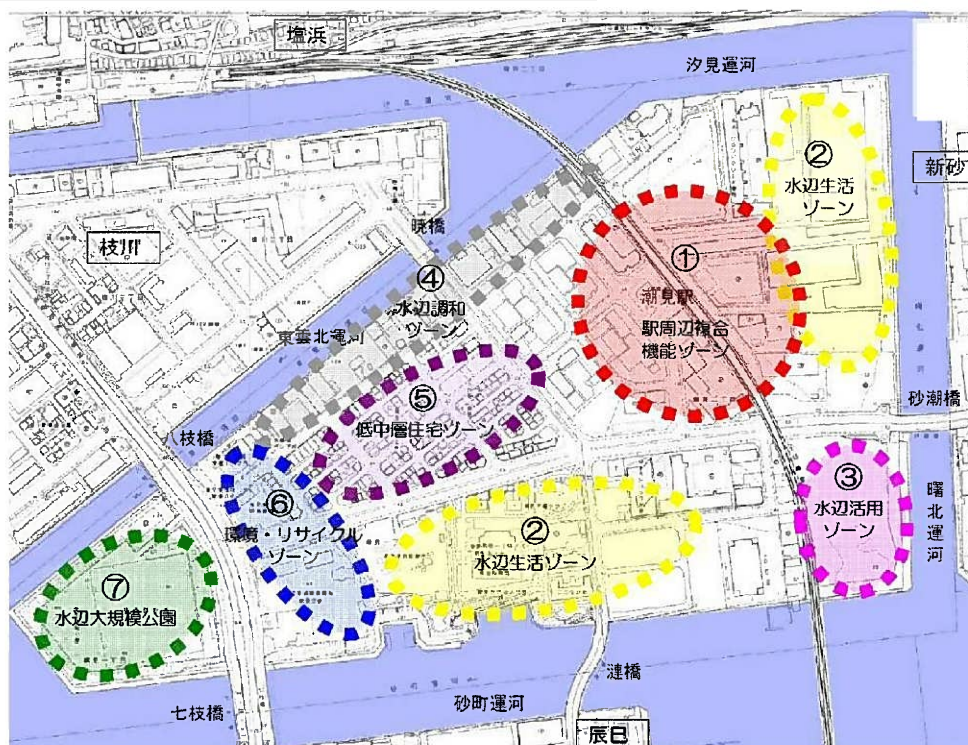 塩浜
汐見運河
②
水辺生活
ゾーン
新砂
枝川
暁橋
①
潮見駅
駅周辺複合
機能ゾーン
④
水辺調和
ゾーン
東雲北運河
⑤
低中層住宅ゾーン
砂潮橋
八枝橋
③
水辺活用
ゾーン
曙北運河
⑥
環境・リサイクル
ゾーン
②
水辺生活ゾーン
⑦
水辺大規模公園
漣橋
砂町運河
七枝橋
辰巳